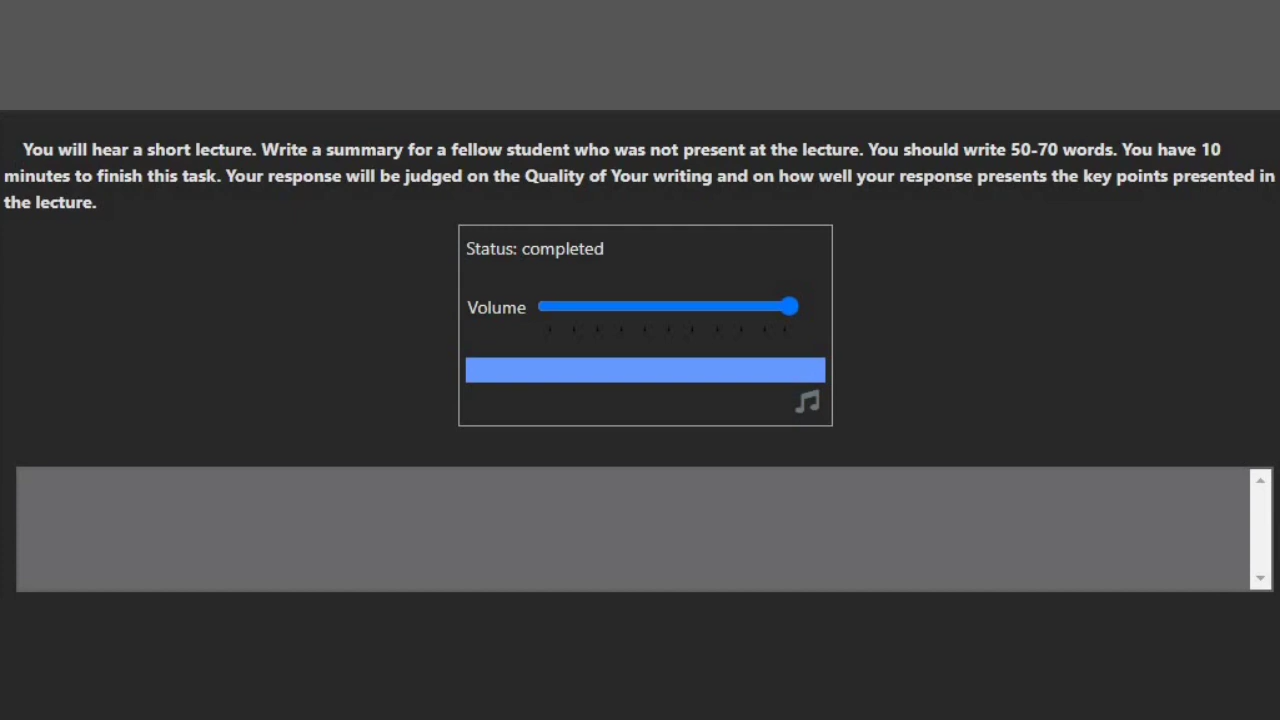 You will hear a short lecture. Write a summary for a fellow student who was not present at the lecture. You should write 50-70 words. You have 10
minutes to finish this task. Your response will be judged on the Quality of Your writing and on how well your response presents the key points presented in
the lecture.
Status: completed
Volume